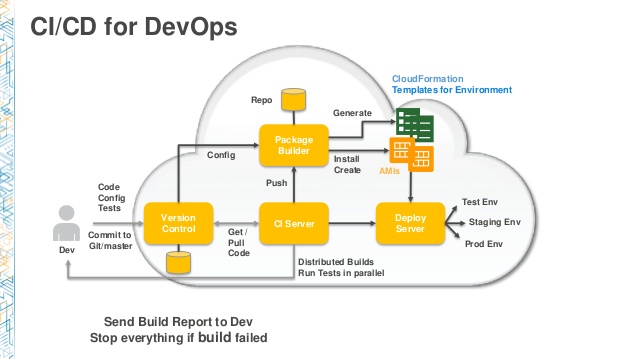 CI/CD for DevOps
CloudFormation
Templates for Environment
Repo
Generate
Package
Builder
Config
Install
Create
AMIs
Push
Code
Config
Tests
Version
Control
CI Server
Deploy
Server
Test Env
Staging Env
Prod Env
Dev
Commit to
Git/master
Get /
Pull
Code
Distributed Builds
Run Tests in parallel
Send Build Report to Dev
Stop everything if build failed